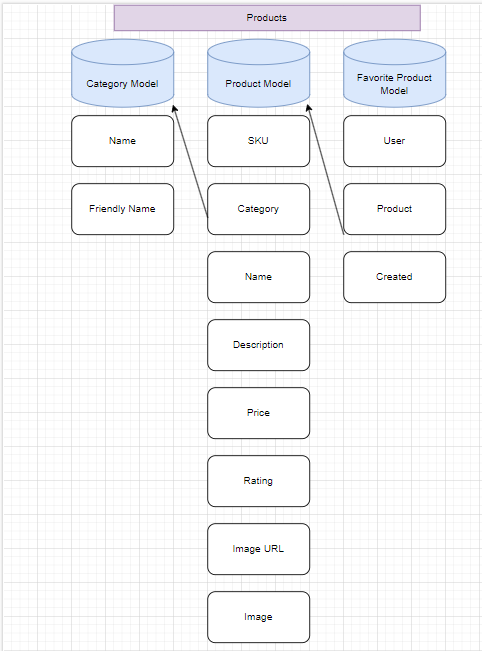 Products
Category Model
Product Model
Favorite Product
Model
Name
SKU
User
Friendly Name
Category
Product
Name
Created
Description
Price
Rating
Image URL
Image